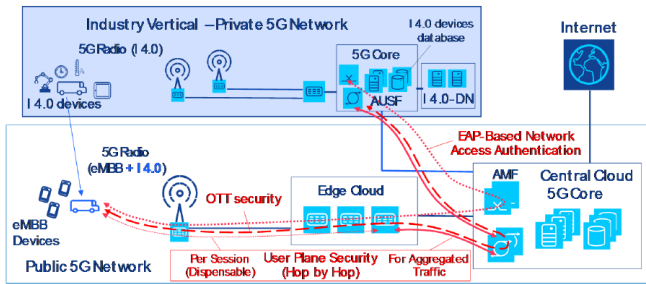 Industry Vertical –Private 5G Network
Internet
5G Radio (I 4.0)
5G Core
I 4.0 devices
database
I 4.0 devices
AUSF
I 4.0-DN
EAP-Based Network
Access Authentication
5G Radio
(eMBB + I 4.0)
AMF
Central Cloud
5G Core
OTT security
Edge Cloud
eMBB
Devices
Per Session
(Dispensable)
User Plane Security
(Hop by Hop)
For Aggregated
Traffic
Public 5G Network